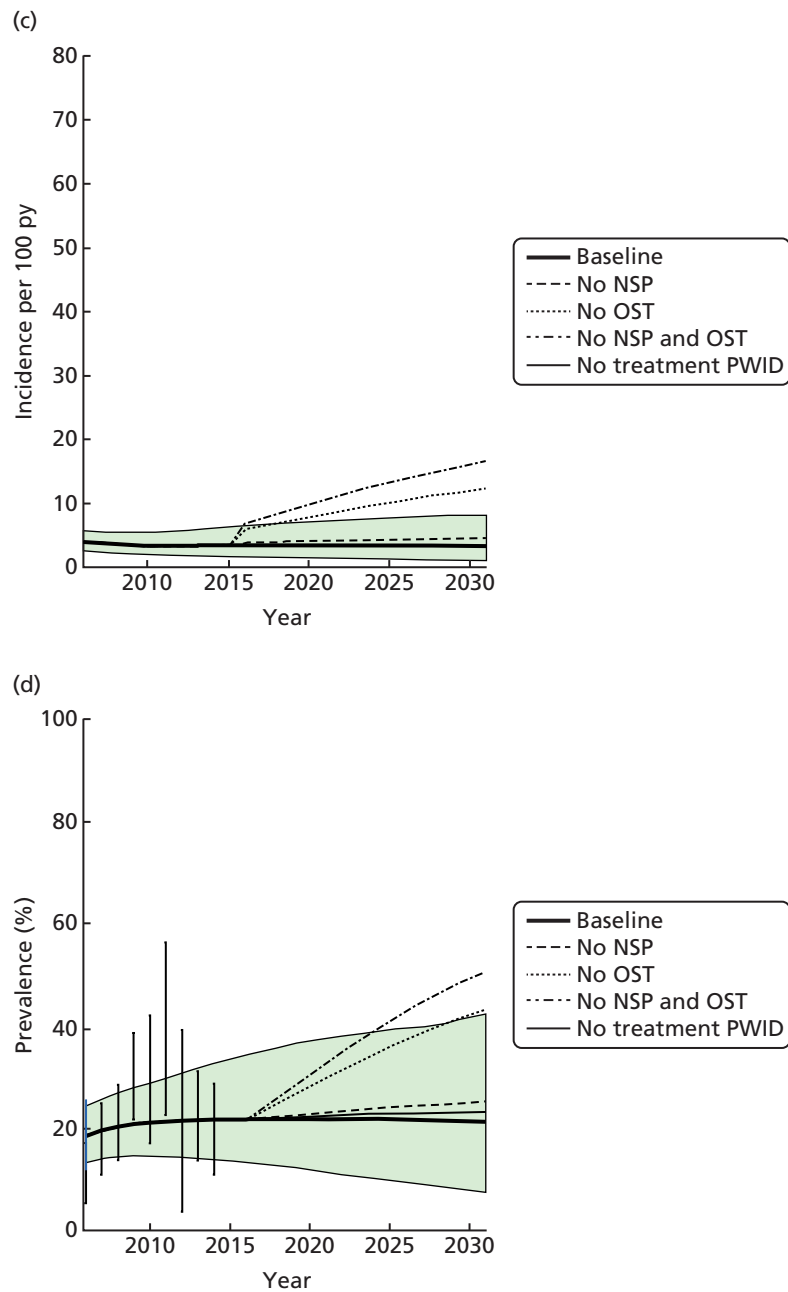 (c)
80
70
60
50
40
30
20
10
0
Incidence per 100 py
2010 2015 2020 2025 2030
Year
Baseline
No NSP
No OST
No NSP and OST
No treatment PWID
(d)
100
80
60
40
20
0
Prevalence (%)
2010 2015 2020 2025 2030
Year
Baseline
No NSP
No OST
No NSP and OST
No treatment PWID